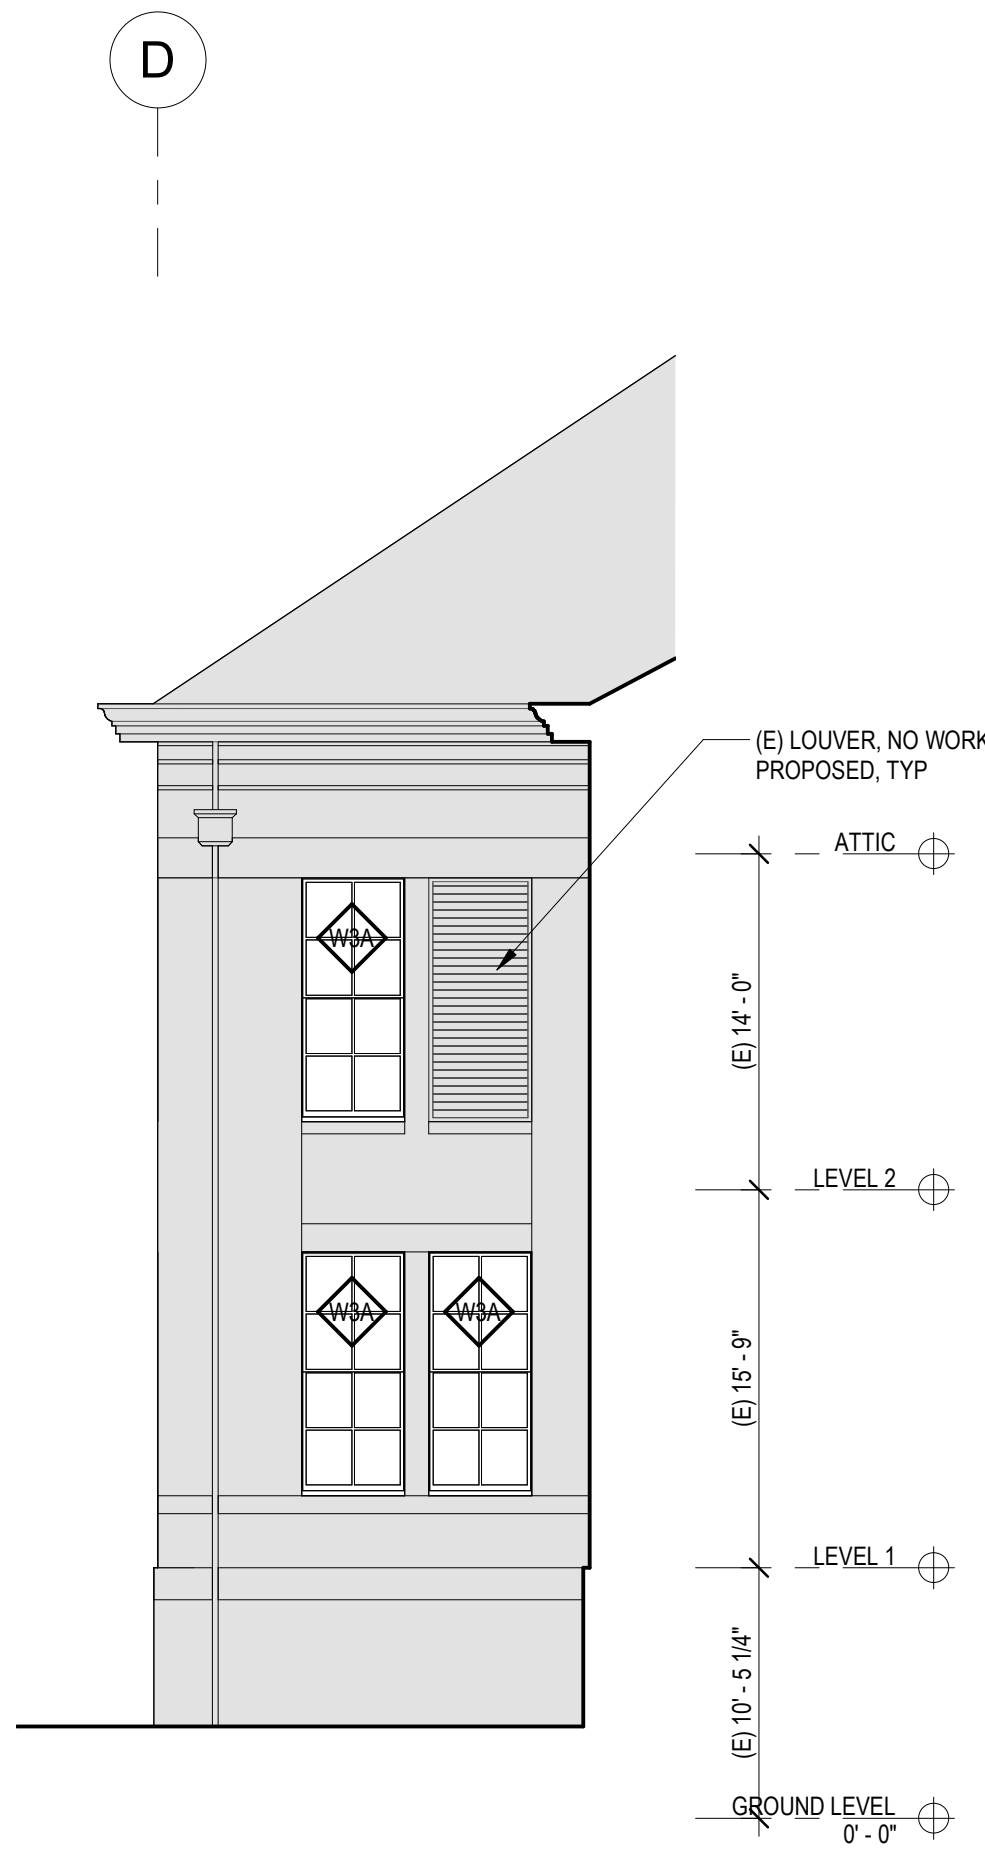 D
(E) LOUVER, NO WORK
PROPOSED, TYP
ATTIC
(E) 14' - 0"
W3A
LEVEL 2
(E) 15' - 9"
W3A
W3A
LEVEL 1
(E) 10' - 5 1/4"
GROUND LEVEL
0' - 0"